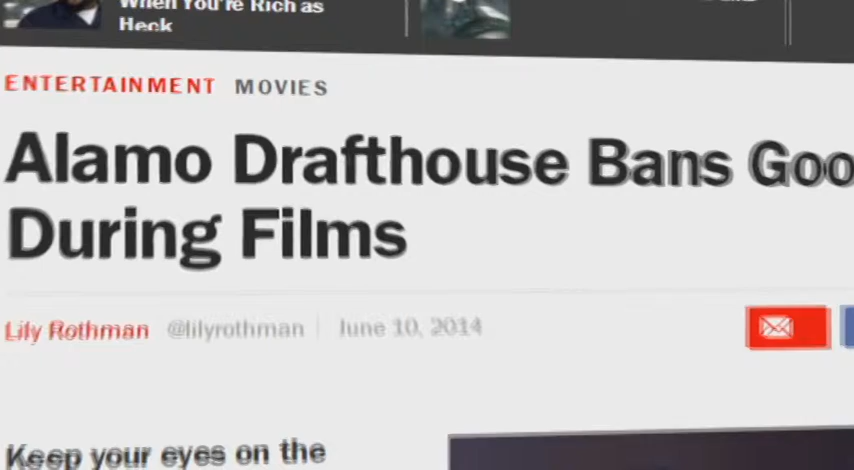 When You're Rich as
Heck
ENTERTAINMENT MOVIES
Alamo Drafthouse Bans Goo
During Films
Lily Rothman @lilyrothman June 10, 2014
Keep your eyes on the